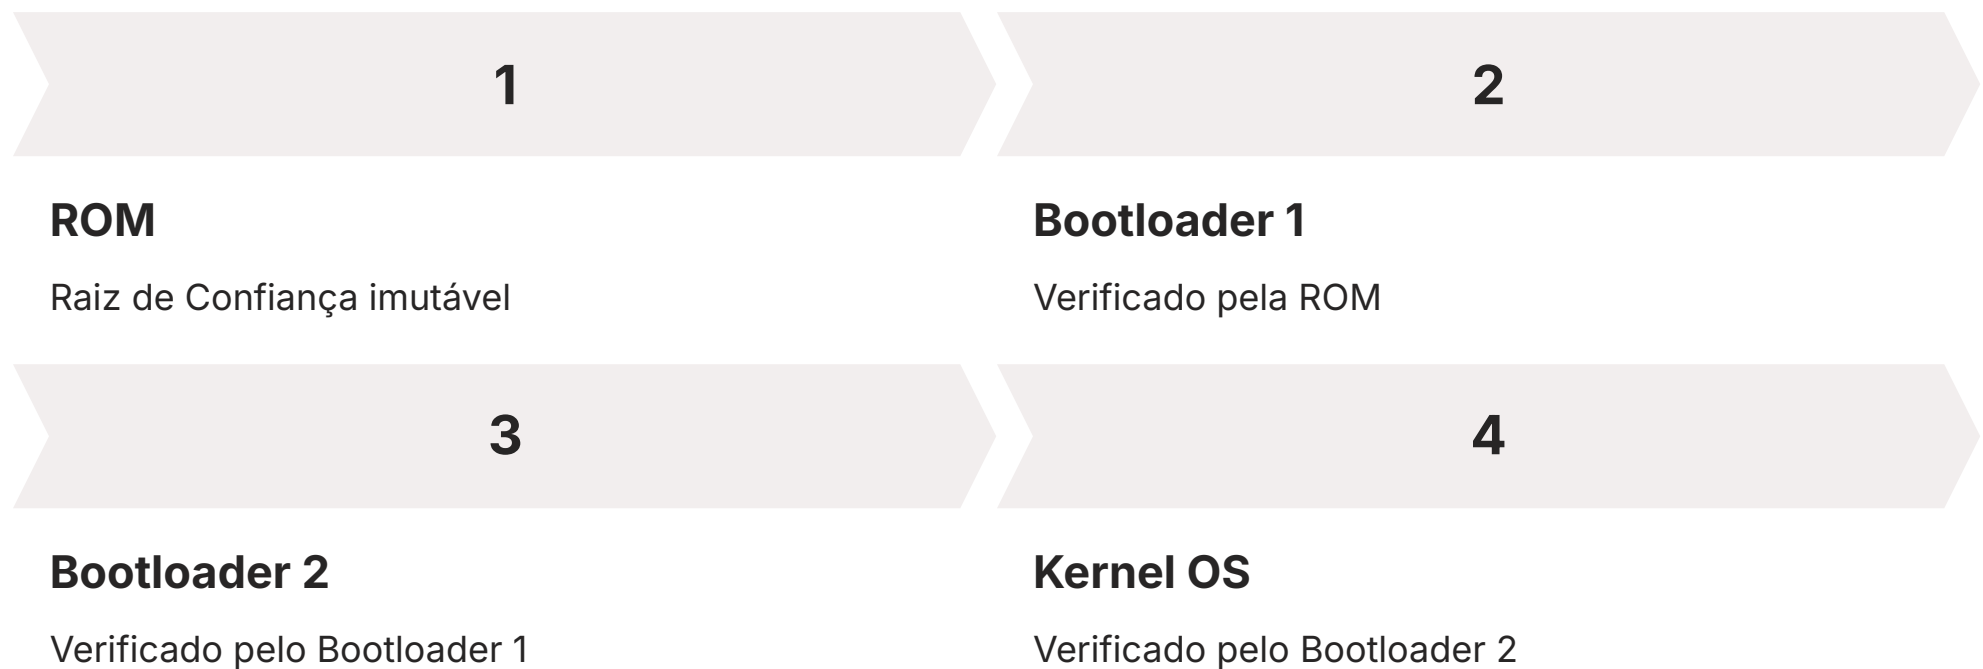 1
2
ROM
Raiz de Confiança imutável
Bootloader 1
Verificado pela ROM
3
4
Bootloader 2
Verificado pelo Bootloader 1
Kernel OS
Verificado pelo Bootloader 2